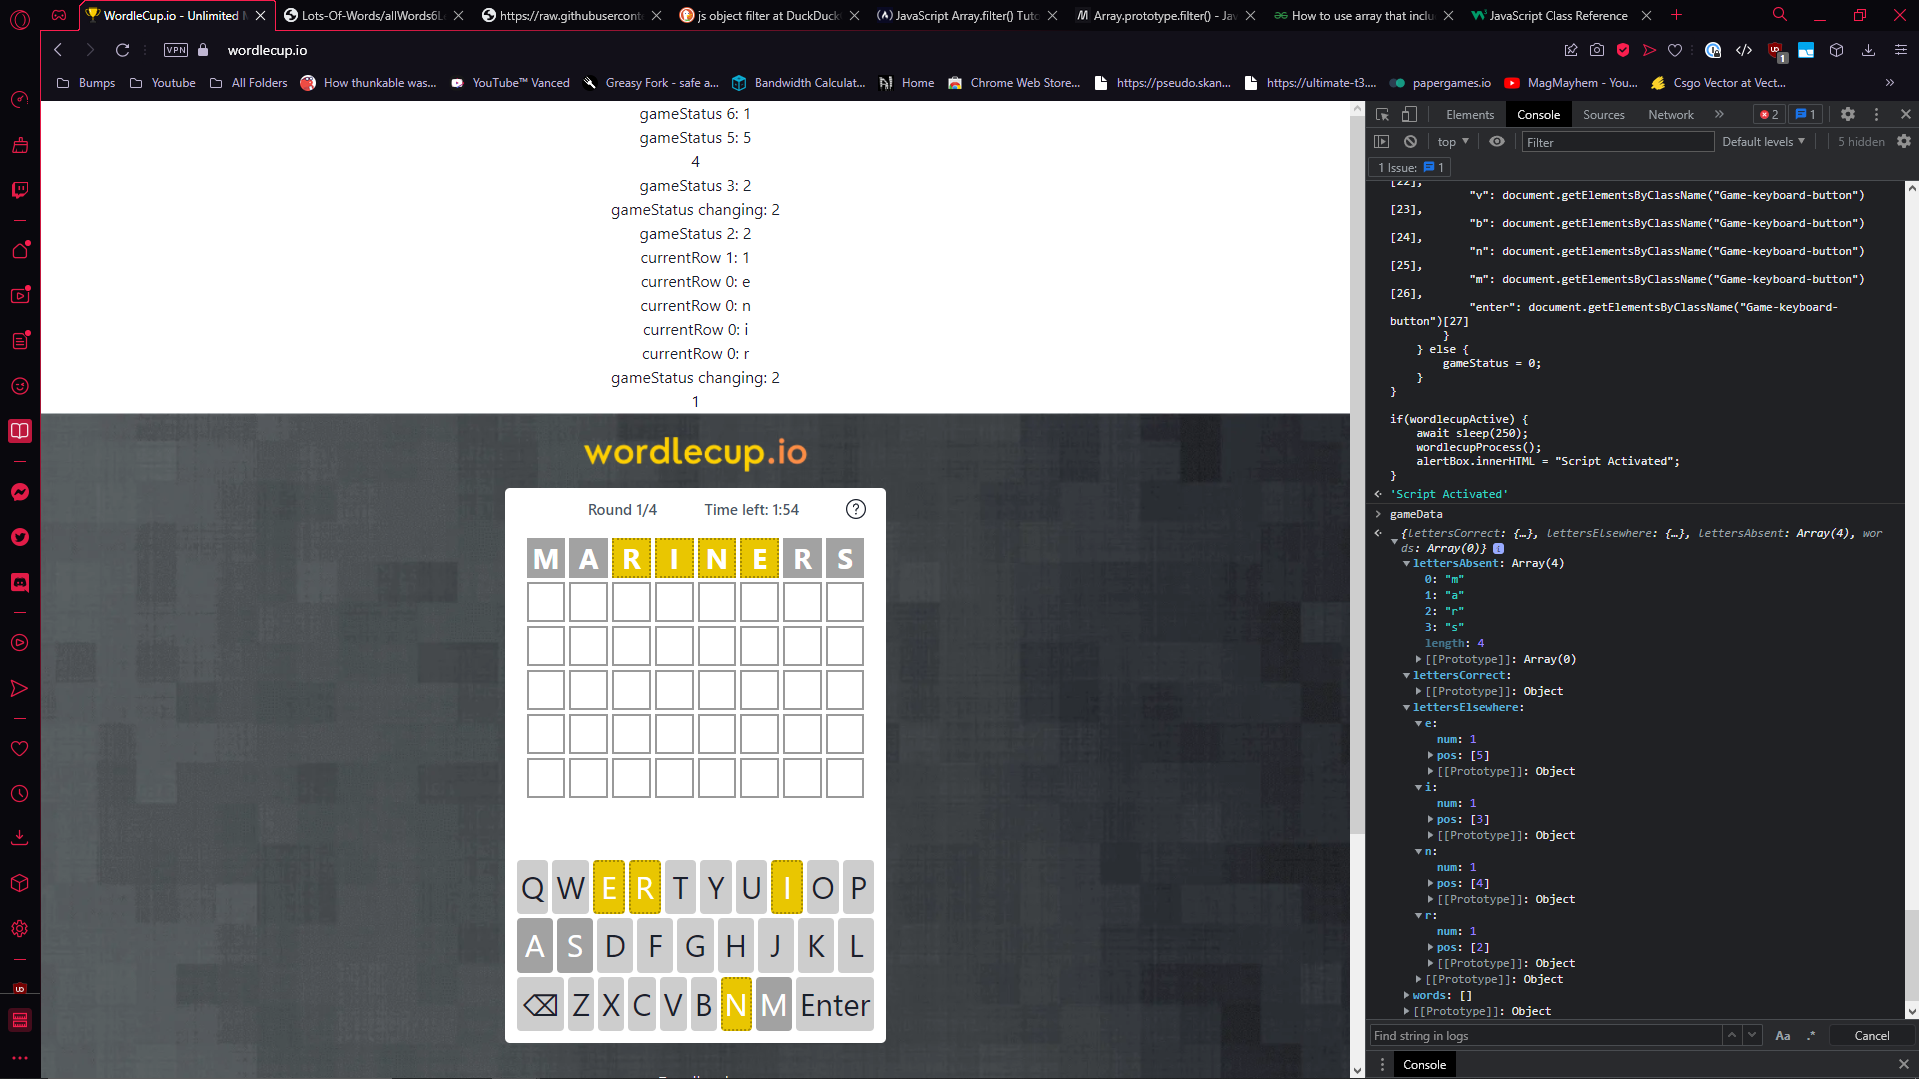 WordleCup.io - Unlimited
Lots-Of-Words/allWords6Le
https://raw.githubusercont
js object filter at DuckDuck
JavaScript Array.filter() Tuto
Array.prototype.filter() - Jav
How to use array that inclu
JavaScript Class Reference
VPN
wordlecup.io
1
Bumps
Youtube
All Folders
How thunkable was...
YouTube™ Vanced
Greasy Fork - safe a...
Bandwidth Calculat...
Home
Chrome Web Store...
https://pseudo.skan...
https://ultimate-t3....
papergames.io
MagMayhem - You...
Csgo Vector at Vect...
»
gameStatus 6: 1
gameStatus 5: 5
4
gameStatus 3: 2
gameStatus changing: 2
gameStatus 2: 2
currentRow 1: 1
currentRow 0: e
currentRow 0: n
currentRow 0: i
currentRow 0: r
gameStatus changing: 2
1
wordlecup.io
Round 1/4
Time left: 1:54
?
M A R I N E R S
Q W E R T Y U I O P
A S D F G H J K L
Z X C V B N M Enter
Elements
Console
Sources
Network
»
2
1
top
Filter
Default levels
5 hidden
1 Issue: 1
[22],
"v": document.getElementsByClassName("Game-keyboard-button")
[23],
"b": document.getElementsByClassName("Game-keyboard-button")
[24],
"n": document.getElementsByClassName("Game-keyboard-button")
[25],
"m": document.getElementsByClassName("Game-keyboard-button")
[26],
"enter": document.getElementsByClassName("Game-keyboard-
button")[27]
}
} else {
gameStatus = 0;
}
}
if(wordlecupActive) {
await sleep(250);
wordlecupProcess();
alertBox.innerHTML = "Script Activated";
}
'Script Activated'
gameData
{lettersCorrect: {…}, lettersElsewhere: {…}, lettersAbsent: Array(4), wor
ds: Array(0)}
lettersAbsent: Array(4)
0: "m"
1: "a"
2: "r"
3: "s"
length: 4
[[Prototype]]: Array(0)
lettersCorrect:
[[Prototype]]: Object
lettersElsewhere:
e:
num: 1
pos: [5]
[[Prototype]]: Object
i:
num: 1
pos: [3]
[[Prototype]]: Object
n:
num: 1
pos: [4]
[[Prototype]]: Object
r:
num: 1
pos: [2]
[[Prototype]]: Object
[[Prototype]]: Object
words: []
[[Prototype]]: Object
Find string in logs
Aa
.*
Cancel
Console